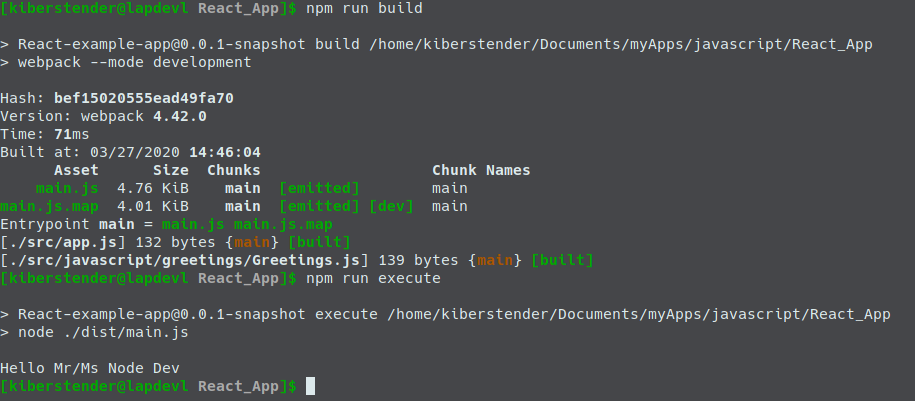 [kiberstender@lapdevl React_App]$ npm run build
> React-example-app@0.0.1-snapshot build /home/kiberstender/Documents/myApps/javascript/React_App
> webpack --mode development
Hash: bef15020555ead49fa70
Version: webpack 4.42.0
Time: 71ms
Built at: 03/27/2020 14:46:04
Asset Size Chunks Chunk Names
main.js 4.76 KiB main [emitted] main
main.js.map 4.01 KiB main [emitted] [dev] main
Entrypoint main = main.js main.js.map
[./src/app.js] 132 bytes {main} [built]
[./src/javascript/greetings/Greetings.js] 139 bytes {main} [built]
[kiberstender@lapdevl React_App]$ npm run execute
> React-example-app@0.0.1-snapshot execute /home/kiberstender/Documents/myApps/javascript/React_App
> node ./dist/main.js
Hello Mr/Ms Node Dev
[kiberstender@lapdevl React_App]$